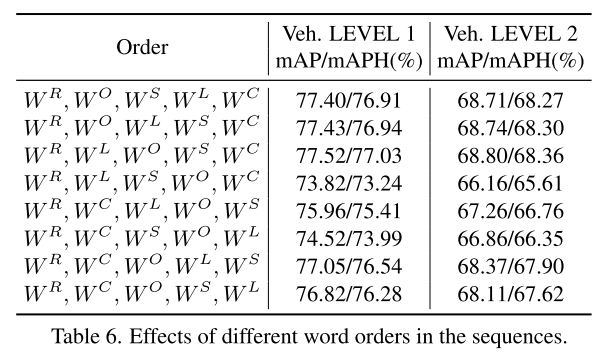 Order Veh. LEVEL 1 Veh. LEVEL 2
mAP/mAPH(%) mAP/mAPH(%)
W^R, W^O, W^S, W^L, W^C 77.40/76.91 68.71/68.27
W^R, W^O, W^L, W^S, W^C 77.43/76.94 68.74/68.30
W^R, W^L, W^O, W^S, W^C 77.52/77.03 68.80/68.36
W^R, W^L, W^S, W^O, W^C 73.82/73.24 66.16/65.61
W^R, W^C, W^L, W^O, W^S 75.96/75.41 67.26/66.76
W^R, W^C, W^S, W^O, W^L 74.52/73.99 66.86/66.35
W^R, W^C, W^O, W^L, W^S 77.05/76.54 68.37/67.90
W^R, W^C, W^O, W^S, W^L 76.82/76.28 68.11/67.62
Table 6. Effects of different word orders in the sequences.